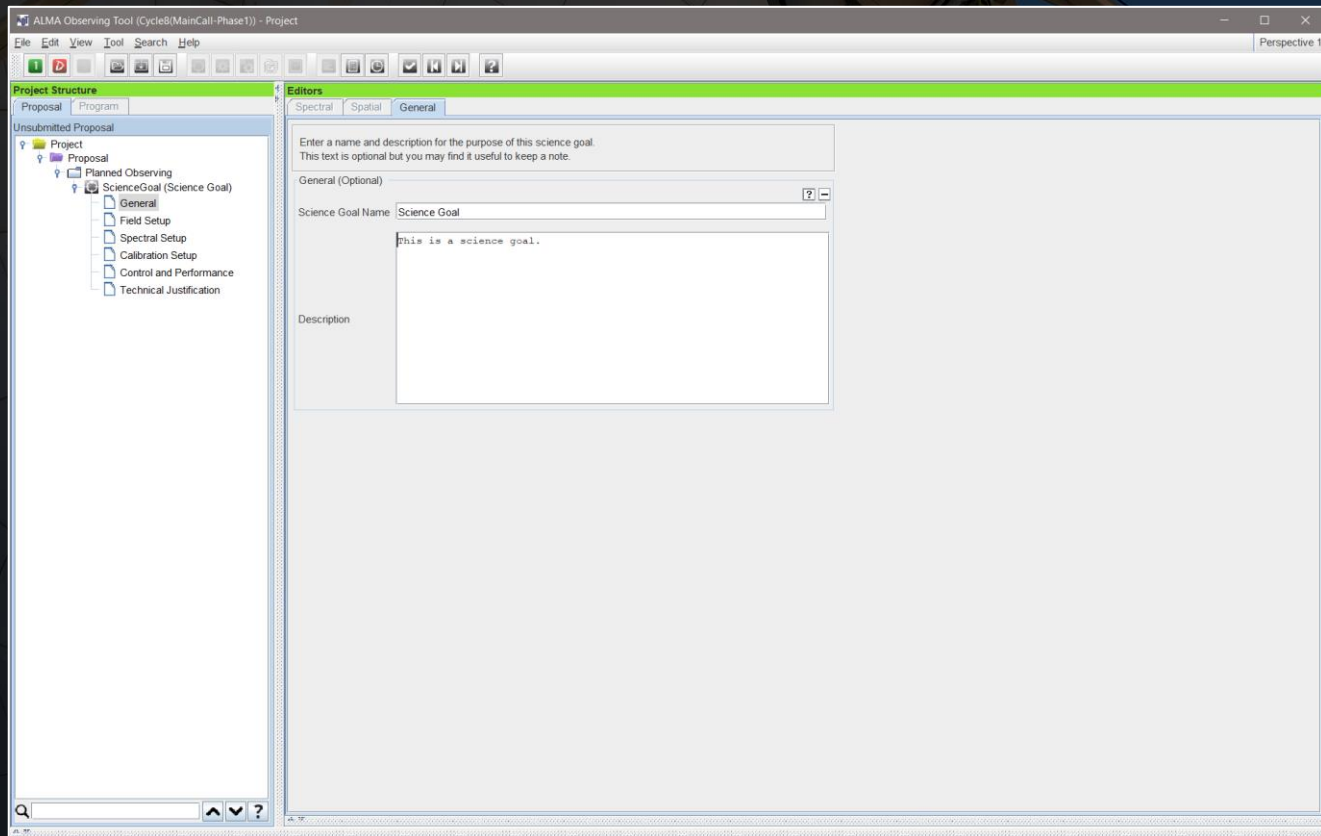 ALMA Observing Tool (Cycle8(MainCall-Phase1)) - Project
File Edit View Tool Search Help
Perspective 1
Project Structure
Editors
Proposal Program
Spectral Spatial General
Unsubmitted Proposal
Project
Proposal
Planned Observing
ScienceGoal (Science Goal)
General
Field Setup
Spectral Setup
Calibration Setup
Control and Performance
Technical Justification
Enter a name and description for the purpose of this science goal.
This text is optional but you may find it useful to keep a note.
General (Optional)
Science Goal Name Science Goal
This is a science goal.
Description